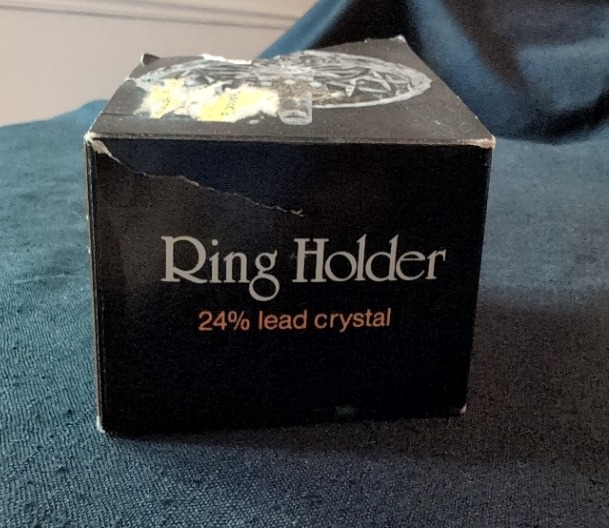 Ring Holder
24% lead crystal